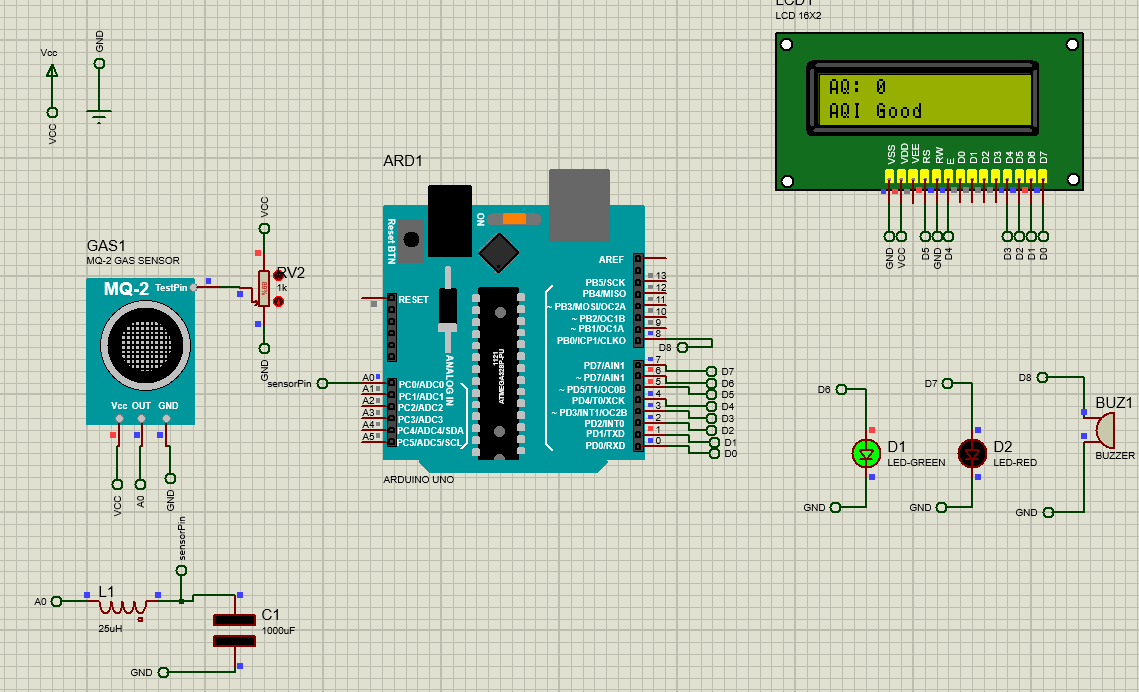 LCD1
LCD 16X2
AQ: 0
AQI Good
VSS
VDD
VEE
RS
RW
E
D0
D1
D2
D3
D4
D5
D6
D7
GND
VCC
D5
GND
D4
D3
D2
D1
D0
Vcc
VCC
GND
GAS1
MQ-2 GAS SENSOR
MQ-2 TestPin
Vcc OUT GND
VCC
A0
GND
VCC
RV2
1k
GND
ARD1
Reset BTN
ON
RESET
ANALOG IN
1121
ATMEGA328P-PU
sensorPin
A0 PC0/ADC0
A1 PC1/ADC1
A2 PC2/ADC2
A3 PC3/ADC3
A4 PC4/ADC4/SDA
A5 PC5/ADC5/SCL
AREF
PB5/SCK 13
PB4/MISO 12
~ PB3/MOSI/OC2A 11
~ PB2/OC1B 10
~ PB1/OC1A 9
PB0/ICP1/CLKO 8
D8
PD7/AIN1 7 D7
~ PD7/AIN1 6 D6
~ PD5/T1/OC0B 5 D5
PD4/T0/XCK 4 D4
~ PD3/INT1/OC2B 3 D3
PD2/INT0 2 D2
PD1/TXD 1 D1
PD0/RXD 0 D0
ARDUINO UNO
D6
D1
LED-GREEN
GND
D7
D2
LED-RED
GND
D8
BUZ1
BUZZER
GND
sensorPin
A0
L1
25uH
C1
1000uF
GND